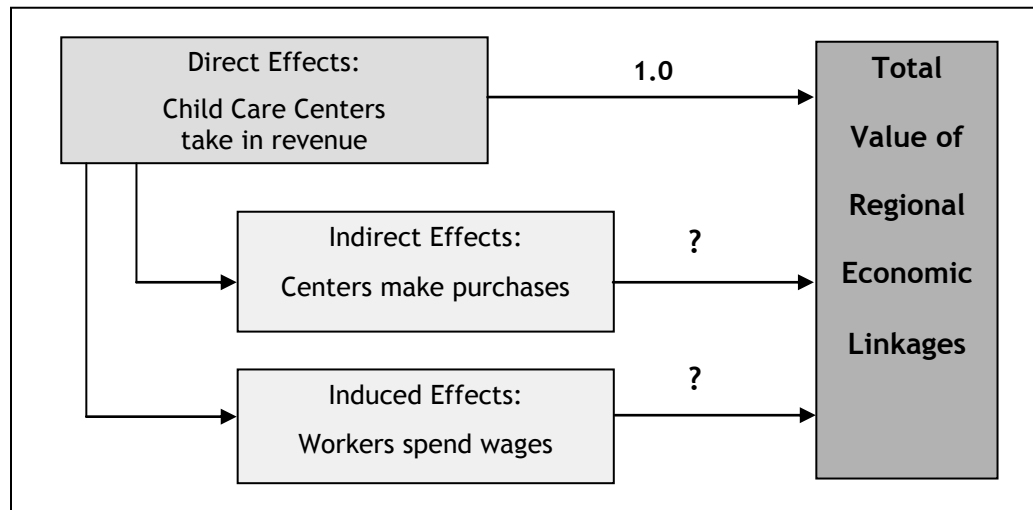 Direct Effects:
Child Care Centers
take in revenue
1.0
Total
Value of
Regional
Economic
Linkages
Indirect Effects:
Centers make purchases
?
Induced Effects:
Workers spend wages
?